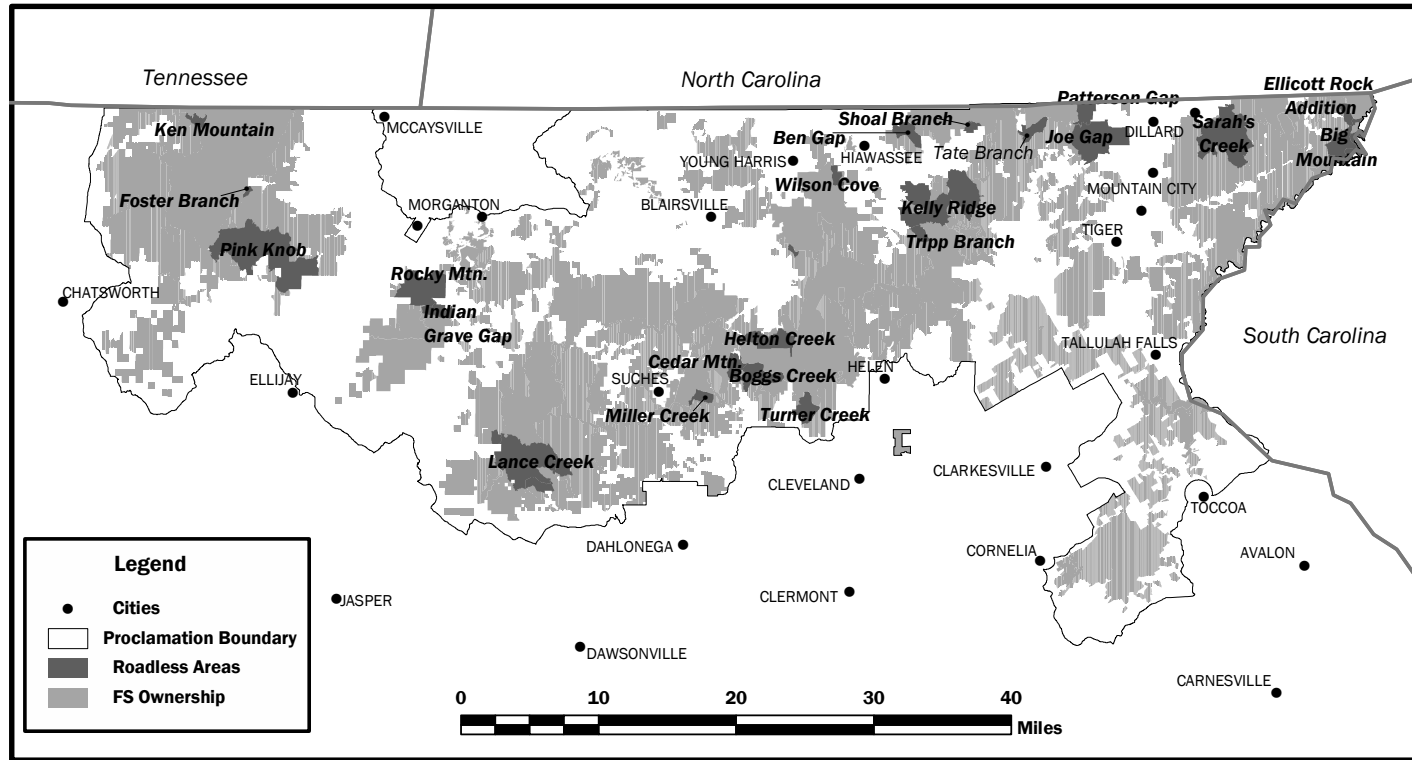 Tennessee
North Carolina
Ellicott Rock
Addition
Patterson Gap
Ken Mountain
MCCAYSVILLE
Shoal Branch
DILLARD
Sarah's
Creek
Big
Mountain
Ben Gap
HIAWASSEE
Tate Branch
Joe Gap
YOUNG HARRIS
Wilson Cove
MOUNTAIN CITY
Foster Branch
MORGANTON
BLAIRSVILLE
Kelly Ridge
TIGER
Pink Knob
Tripp Branch
Rocky Mtn.
CHATSWORTH
Indian
Grave Gap
Helton Creek
South Carolina
TALLULAH FALLS
Cedar Mtn.
Boggs Creek
HELEN
ELLIJAY
SUCHES
Miller Creek
Turner Creek
Lance Creek
CLEVELAND
CLARKESVILLE
TOCCOA
DAHLONEGA
CORNELIA
AVALON
JASPER
CLERMONT
DAWSONVILLE
CARNESVILLE
Legend
Cities
Proclamation Boundary
Roadless Areas
FS Ownership
0 10 20 30 40
Miles